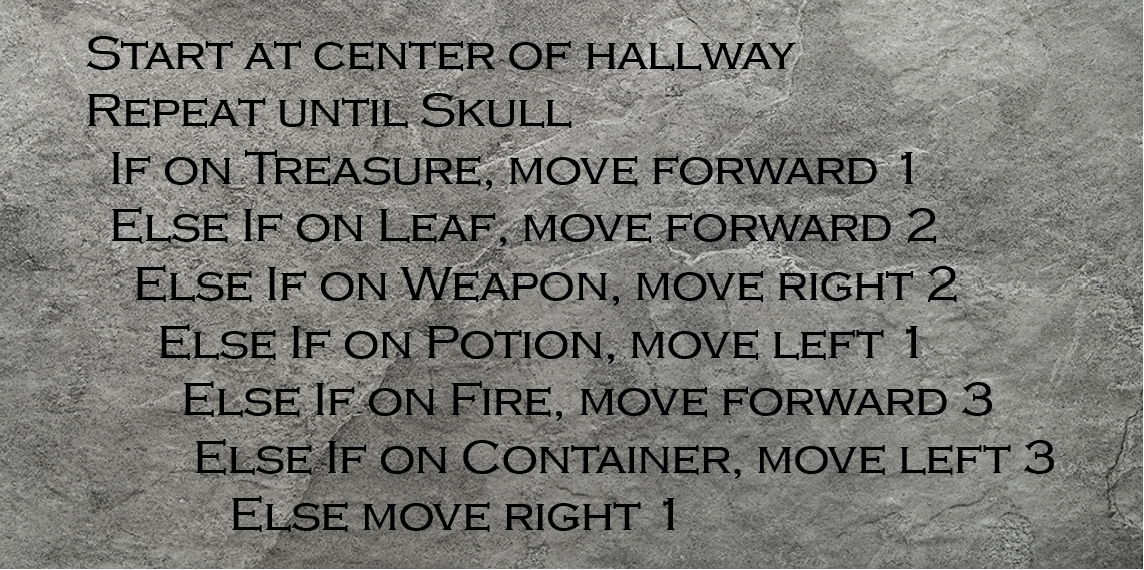 Start at center of hallway
Repeat until Skull
If on Treasure, move forward 1
Else If on Leaf, move forward 2
Else If on Weapon, move right 2
Else If on Potion, move left 1
Else If on Fire, move forward 3
Else If on Container, move left 3
Else move right 1